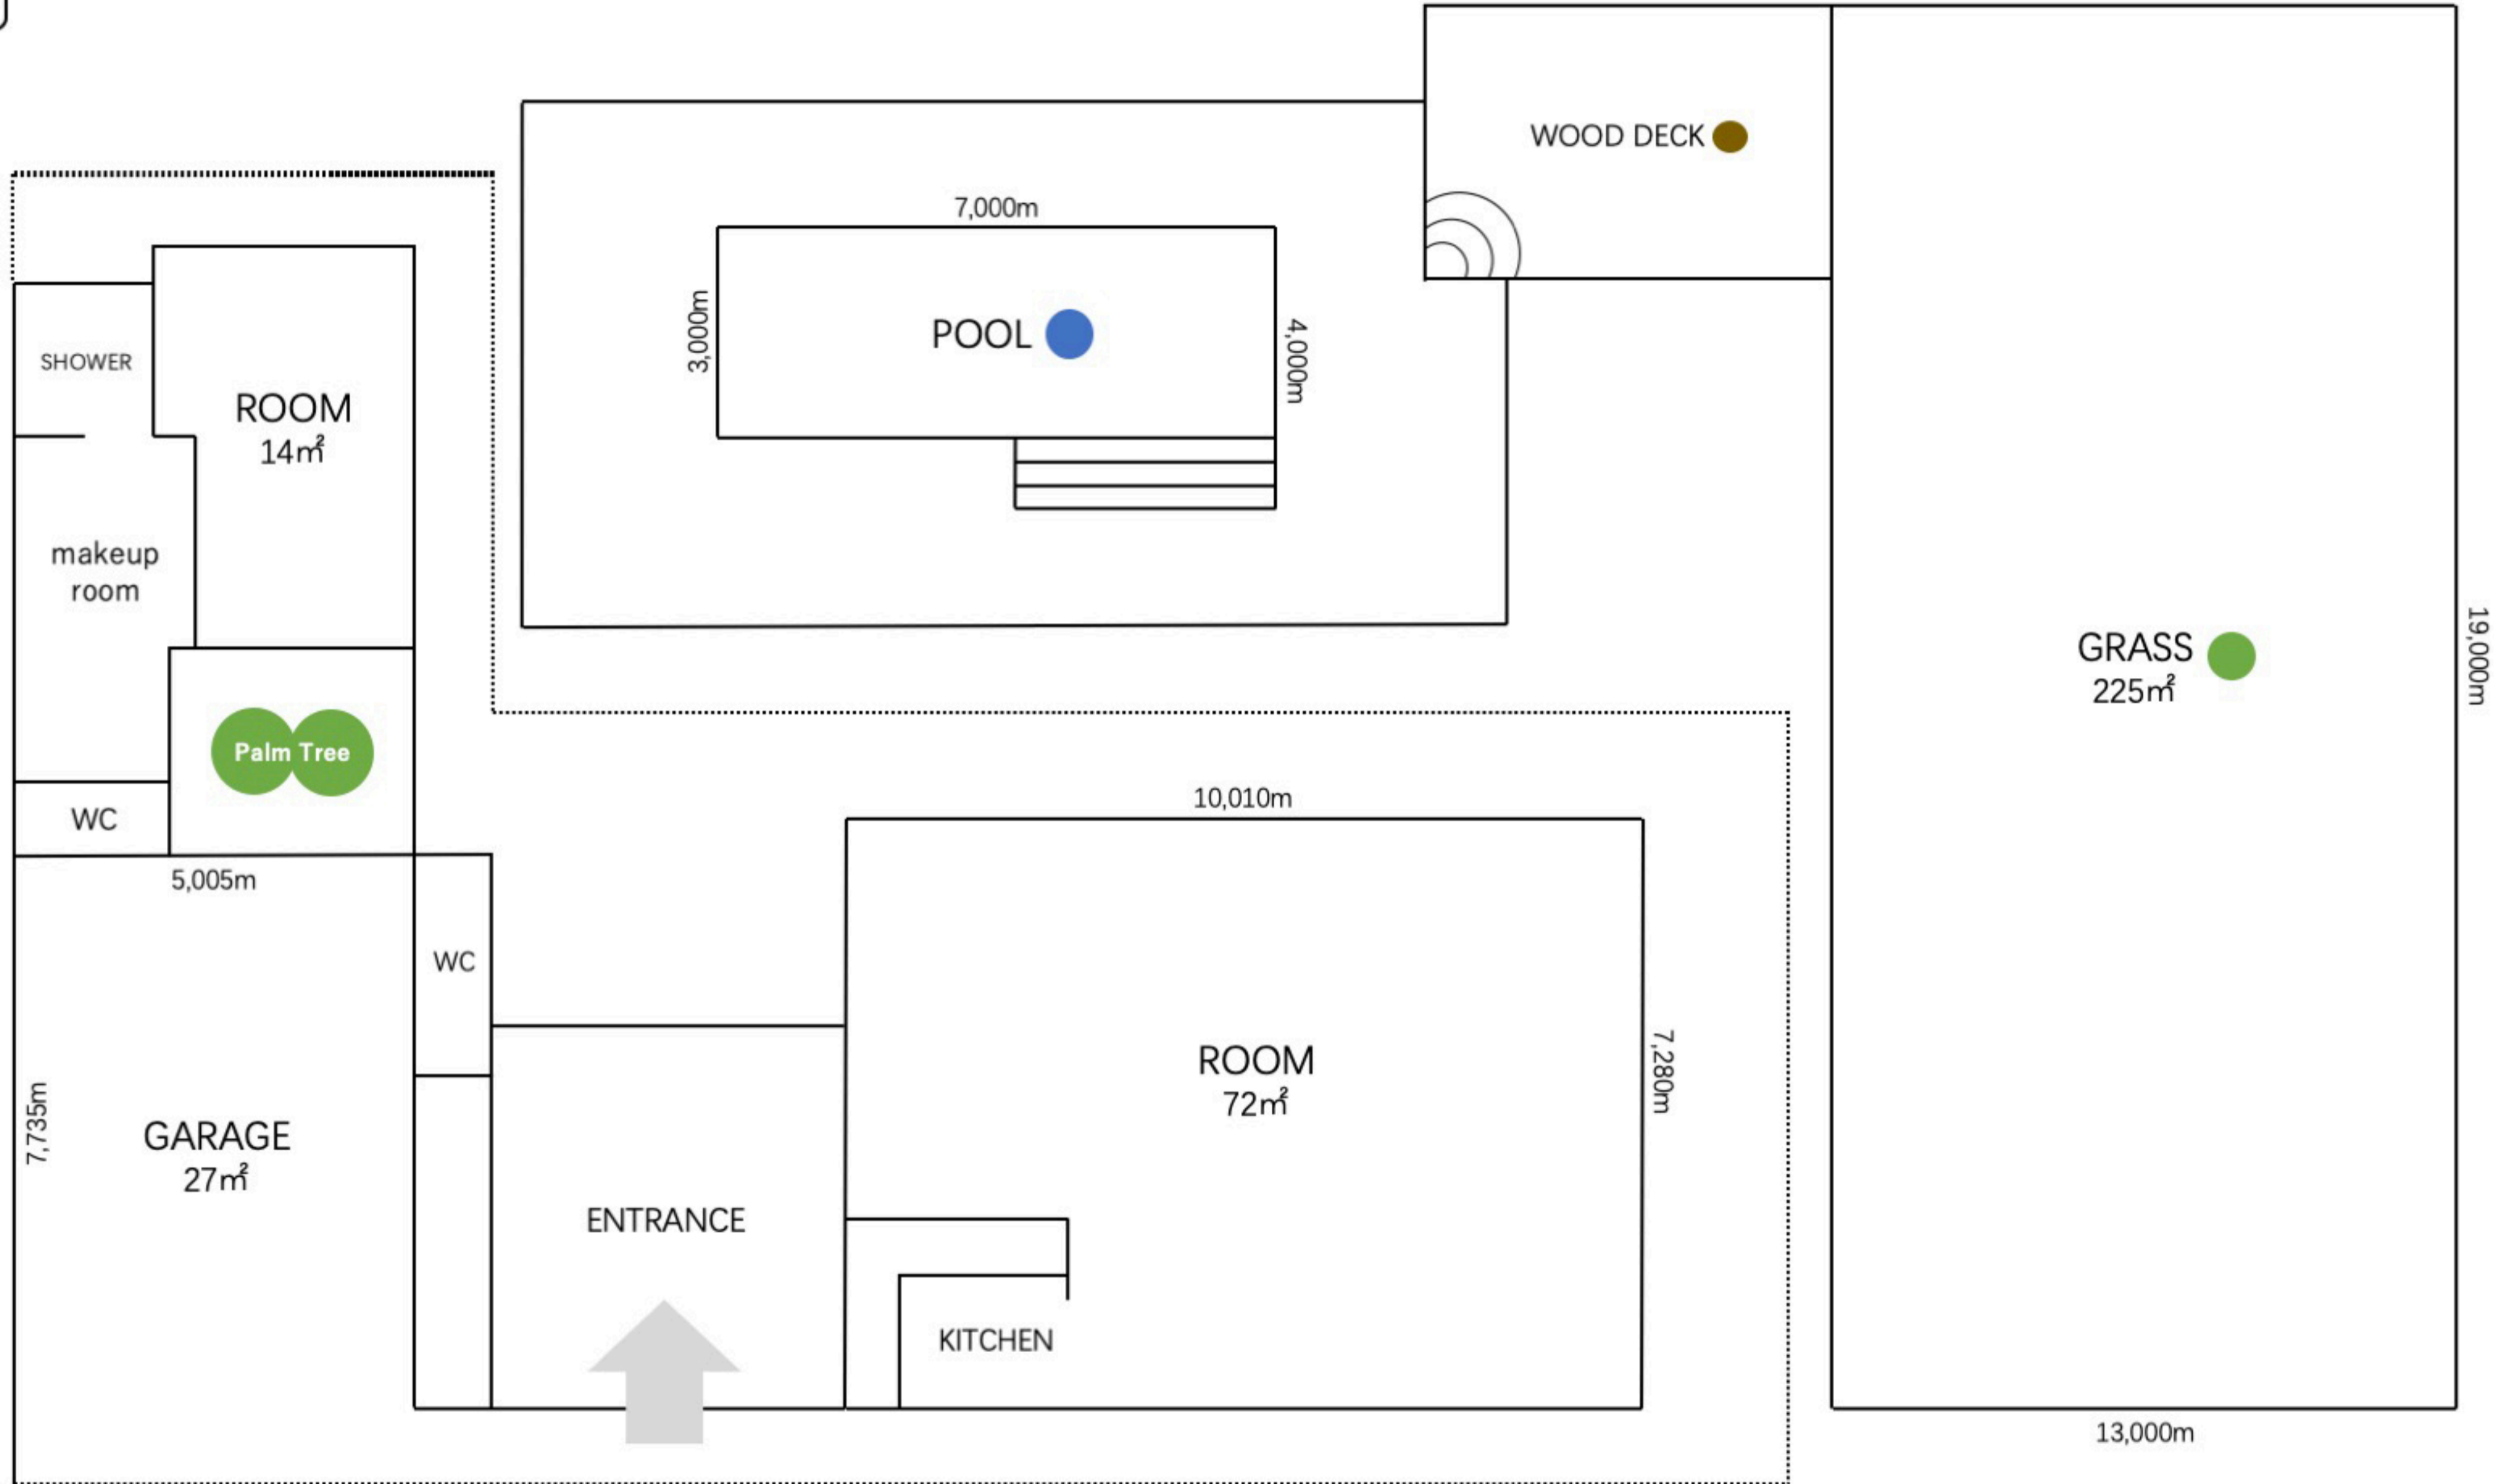 WOOD DECK
7,000m
3,000m
POOL
4,000m
SHOWER
ROOM
14㎡
makeup
room
Palm Tree
WC
5,005m
GRASS
225㎡
19,000m
10,010m
WC
ROOM
72㎡
7,280m
7,735m
GARAGE
27㎡
ENTRANCE
KITCHEN
13,000m